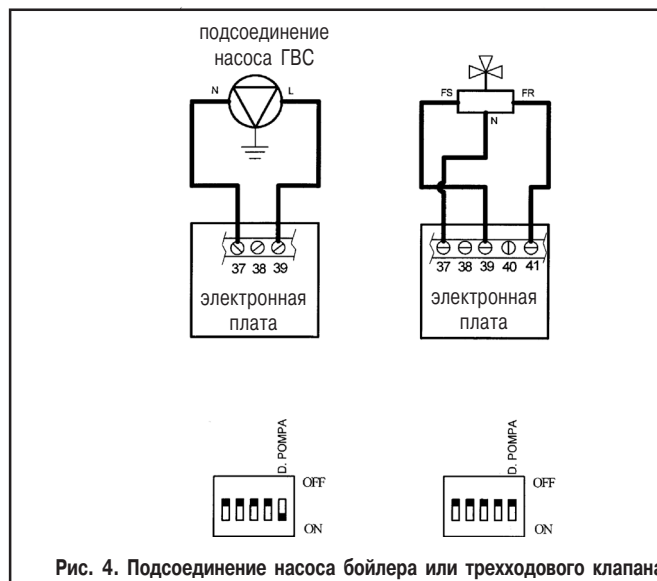 подсоединение
насоса ГВС
N L
37 38 39
электронная
плата
FS FR
N
37 38 39 40 41
электронная
плата
D. POMPA
OFF
ON
D. POMPA
OFF
ON
Рис. 4. Подсоединение насоса бойлера или трехходового клапана